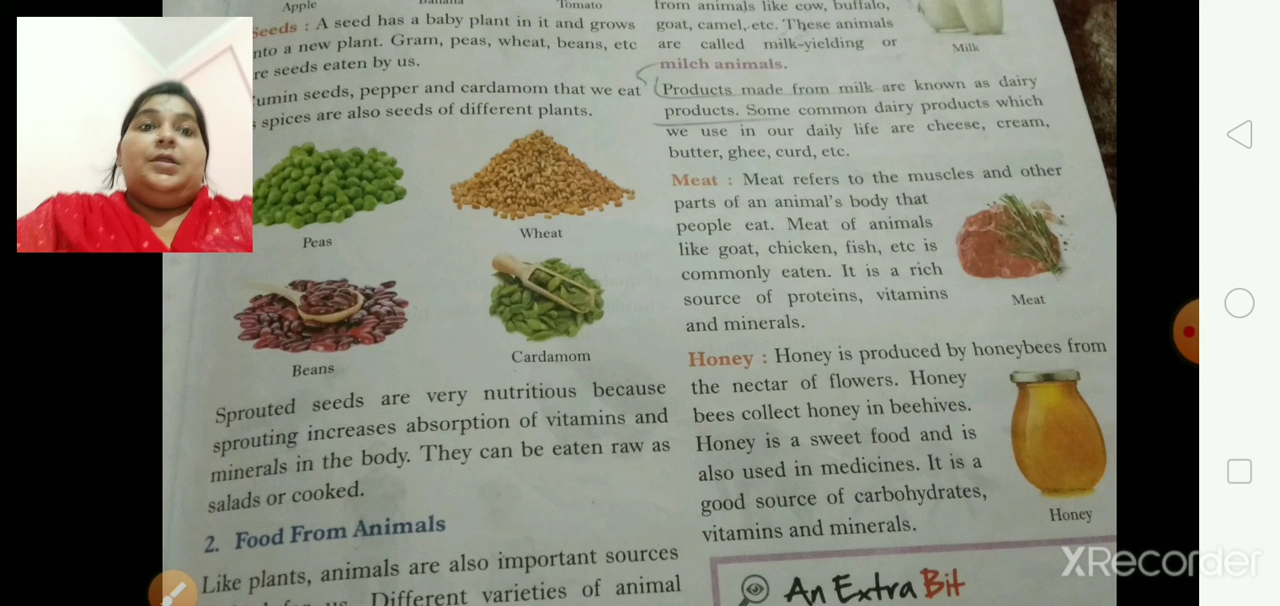 Apple
Banana
Tomato
Seeds : A seed has a baby plant in it and grows
into a new plant. Gram, peas, wheat, beans, etc
re seeds eaten by us.
umin seeds, pepper and cardamom that we eat
spices are also seeds of different plants.
Peas
Wheat
Beans
Cardamom
Sprouted seeds are very nutritious because
sprouting increases absorption of vitamins and
minerals in the body. They can be eaten raw as
salads or cooked.
2. Food From Animals
Like plants, animals are also important sources
us. Different varieties of animal
from animals like cow, buffalo,
goat, camel, etc. These animals
are called milk-yielding or
milch animals.
Milk
Products made from milk are known as dairy
products. Some common dairy products which
we use in our daily life are cheese, cream,
butter, ghee, curd, etc.
Meat : Meat refers to the muscles and other
parts of an animal's body that
people eat. Meat of animals
like goat, chicken, fish, etc is
commonly eaten. It is a rich
source of proteins, vitamins
and minerals.
Meat
Honey : Honey is produced by honeybees from
the nectar of flowers. Honey
bees collect honey in beehives.
Honey is a sweet food and is
also used in medicines. It is a
good source of carbohydrates,
vitamins and minerals.
Honey
An Extra Bit
XRecorder